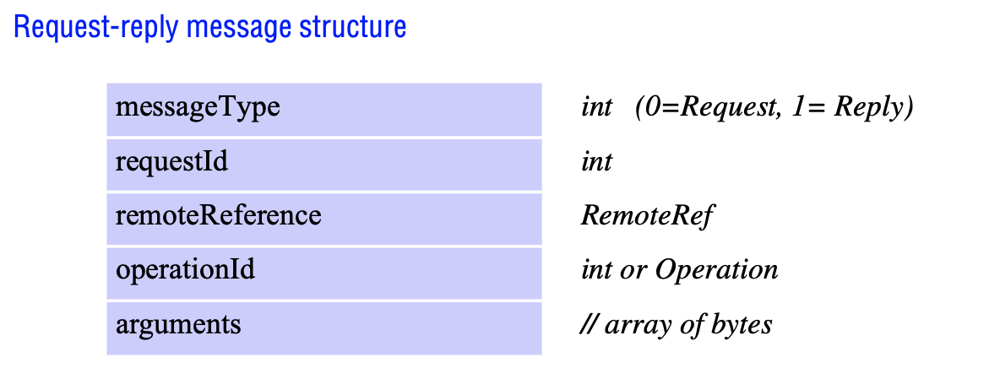 Request-reply message structure
messageType int (0=Request, 1= Reply)
requestId int
remoteReference RemoteRef
operationId int or Operation
arguments // array of bytes